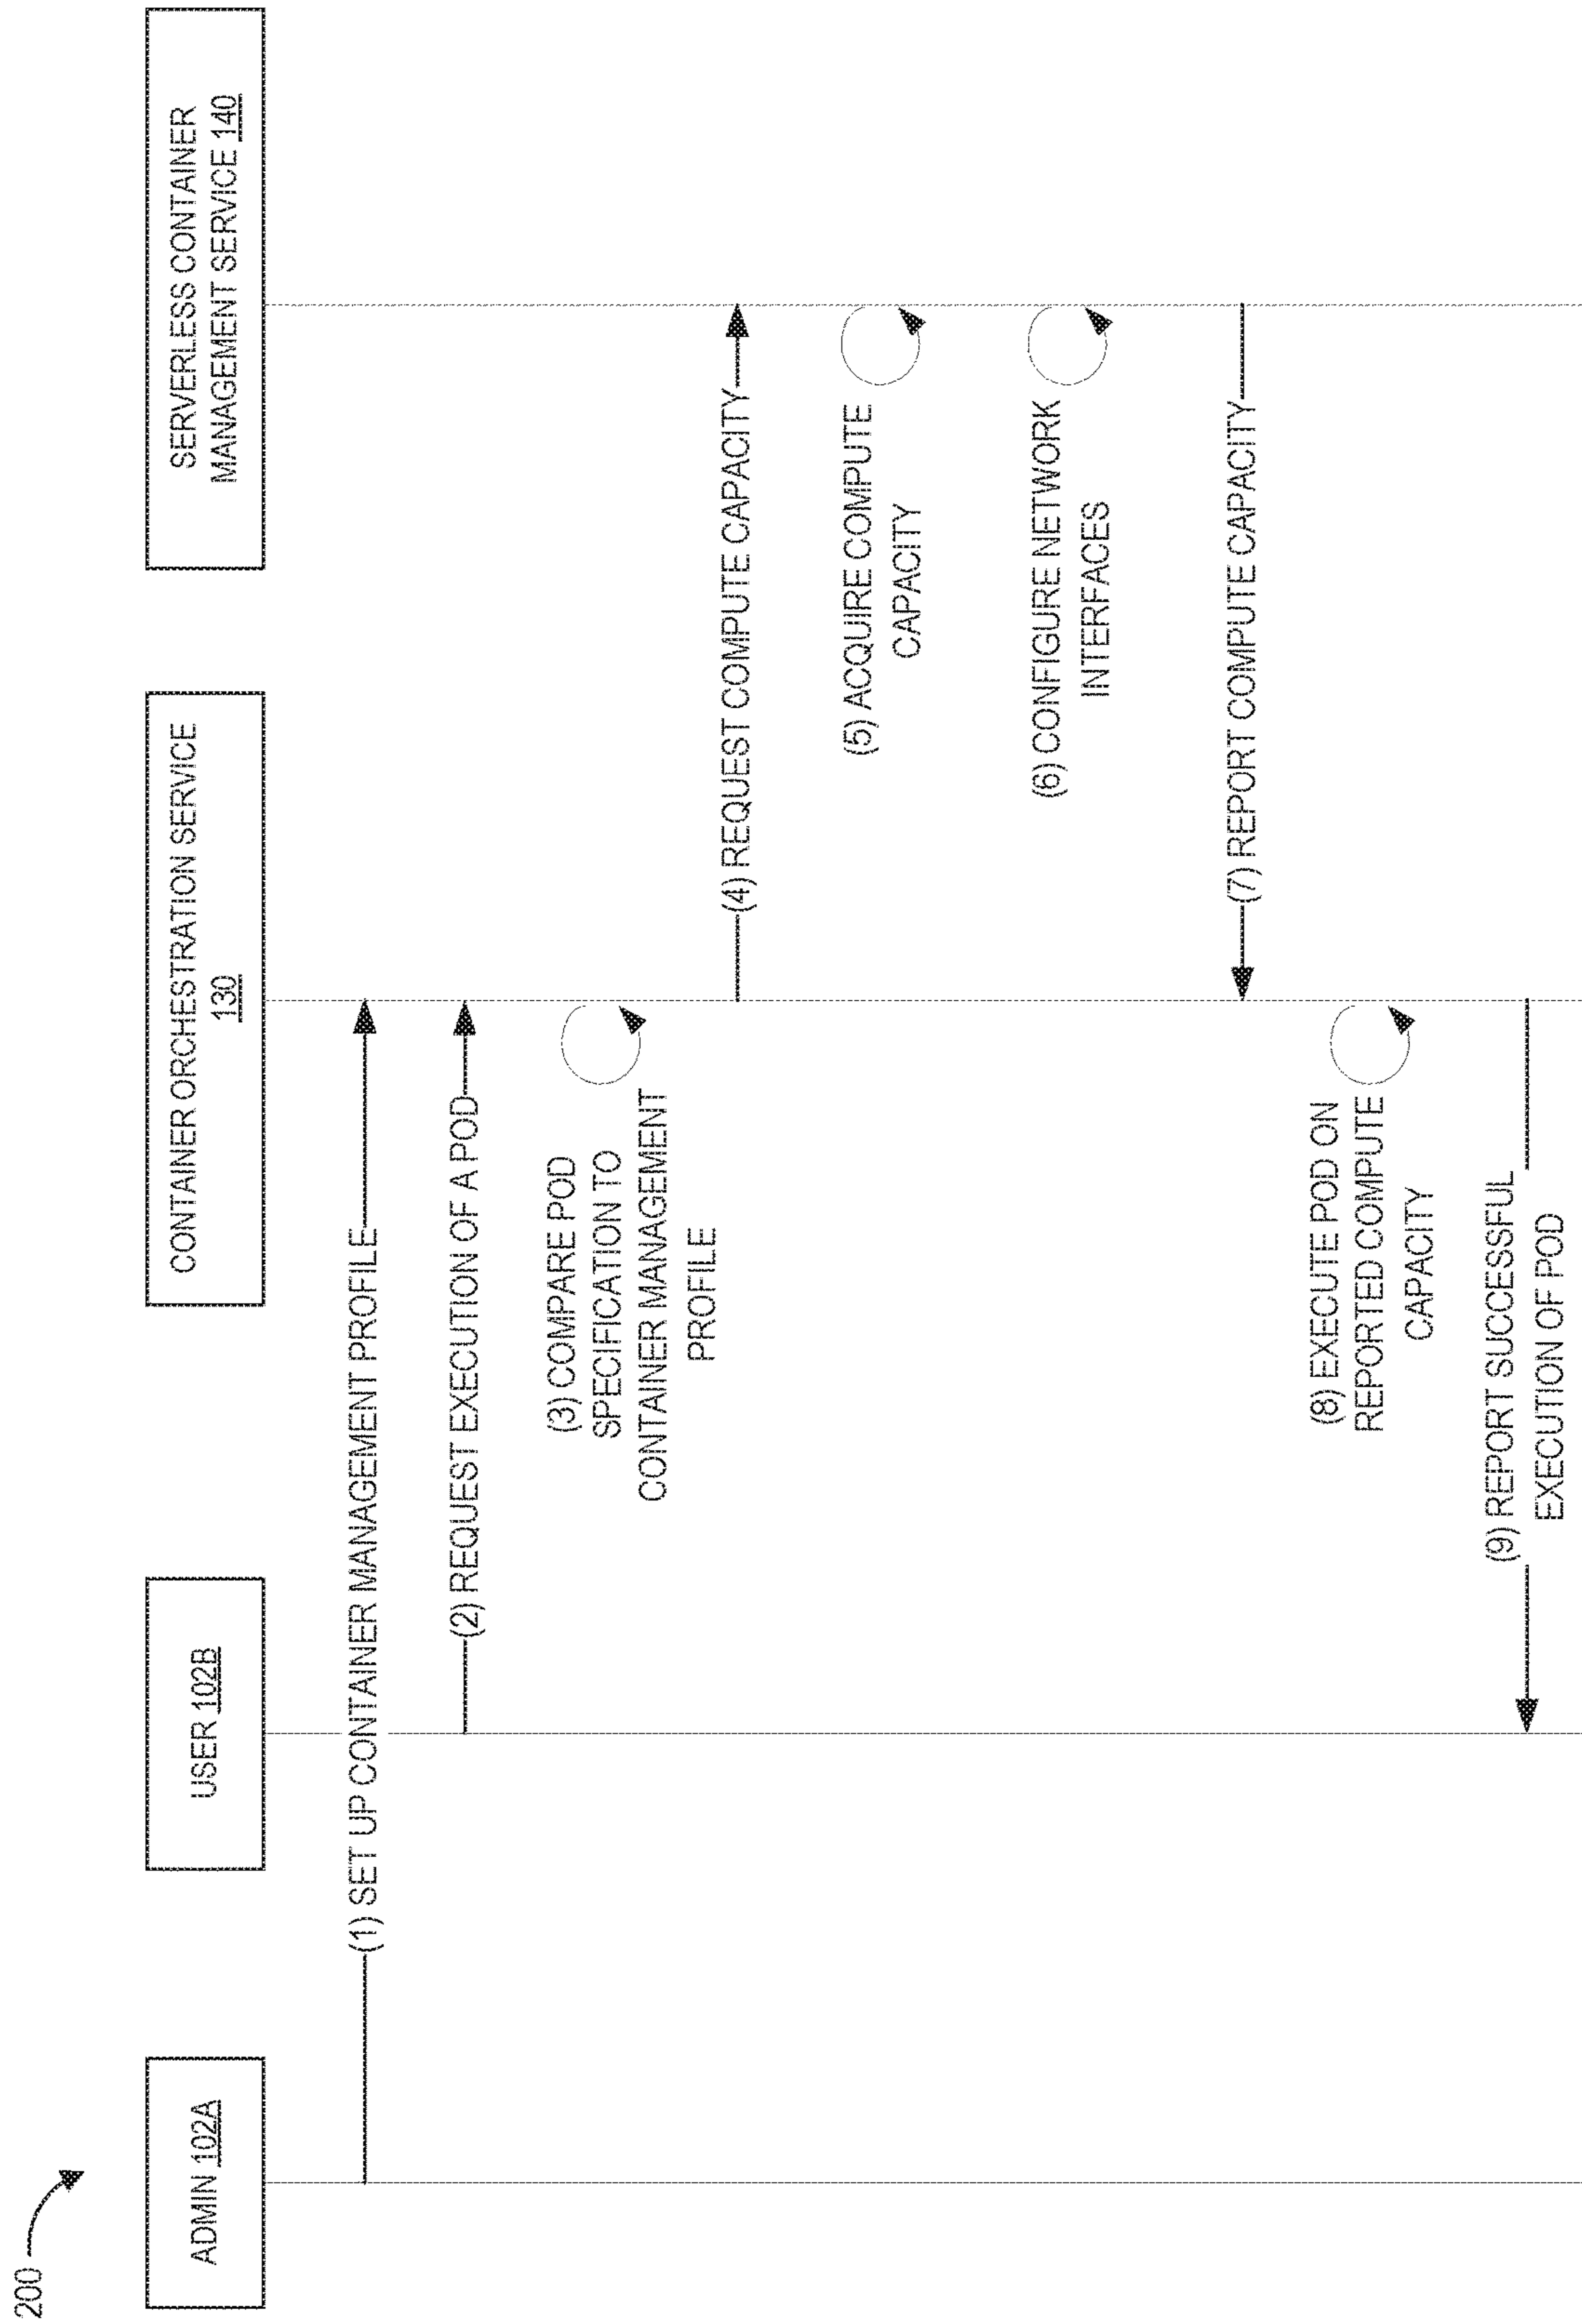 200
ADMIN 102A
USER 102B
CONTAINER ORCHESTRATION SERVICE
130
SERVERLESS CONTAINER
MANAGEMENT SERVICE 140
(1) SET UP CONTAINER MANAGEMENT PROFILE
(2) REQUEST EXECUTION OF A POD
(3) COMPARE POD
SPECIFICATION TO
CONTAINER MANAGEMENT
PROFILE
(4) REQUEST COMPUTE CAPACITY
(5) ACQUIRE COMPUTE
CAPACITY
(6) CONFIGURE NETWORK
INTERFACES
(7) REPORT COMPUTE CAPACITY
(8) EXECUTE POD ON
REPORTED COMPUTE
CAPACITY
(9) REPORT SUCCESSFUL
EXECUTION OF POD